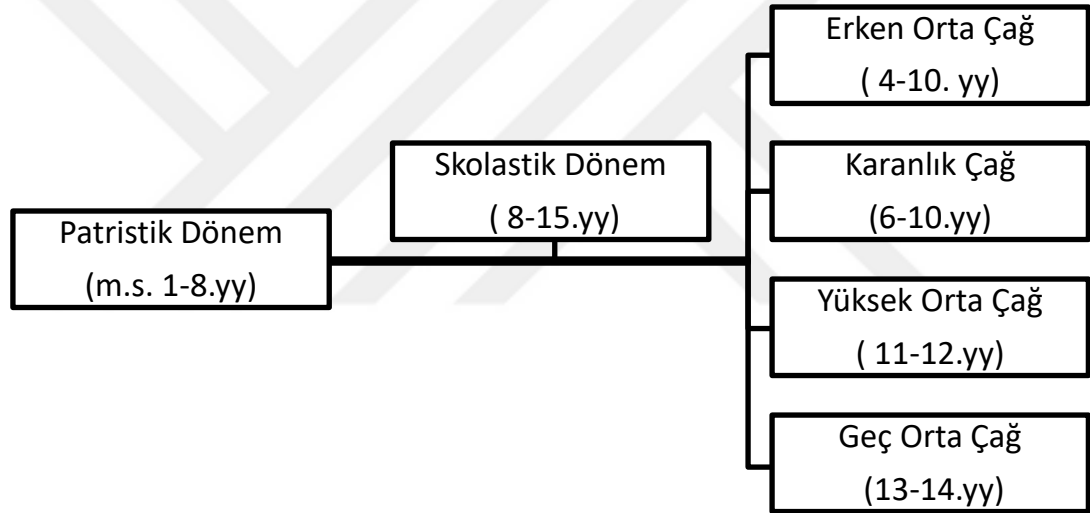 Patristik Dönem
(m.s. 1-8.yy)
Skolastik Dönem
( 8-15.yy)
Erken Orta Çağ
( 4-10. yy)
Karanlık Çağ
(6-10.yy)
Yüksek Orta Çağ
( 11-12.yy)
Geç Orta Çağ
(13-14.yy)